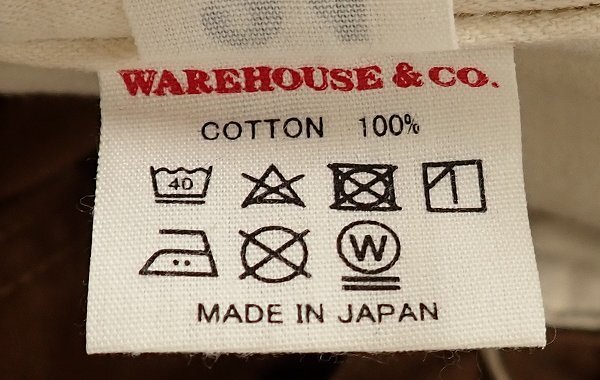 WAREHOUSE & CO.
COTTON 100%
40
W
MADE IN JAPAN